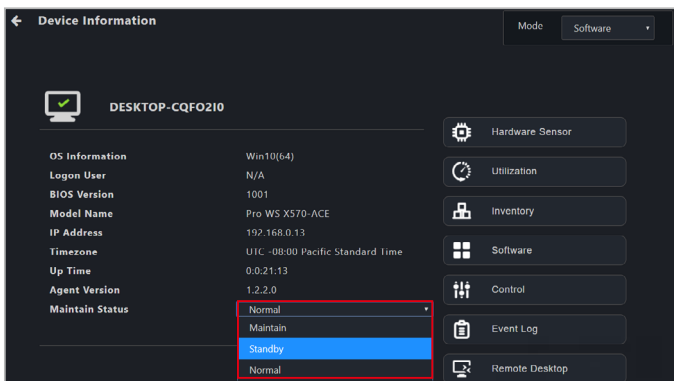 Device Information
Mode
Software
DESKTOP-CQFO2I0
OS Information Win10(64)
Logon User N/A
BIOS Version 1001
Model Name Pro WS X570-ACE
IP Address 192.168.0.13
Timezone UTC -08:00 Pacific Standard Time
Up Time 0:0:21:13
Agent Version 1.2.2.0
Maintain Status Normal
Maintain
Standby
Normal
Hardware Sensor
Utilization
Inventory
Software
Control
Event Log
Remote Desktop